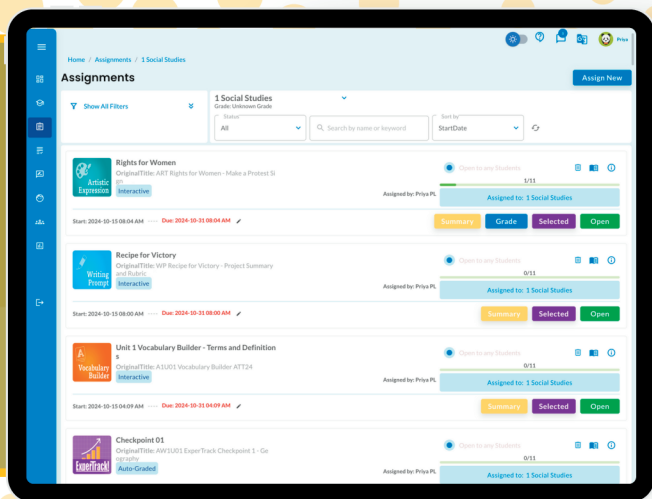 Priya
Home / Assignments / 1 Social Studies
Assignments
Assign New
Show All Filters
1 Social Studies
Grade: Unknown Grade
Status
All
Search by name or keyword
Sort by
StartDate
Artistic
Expression
Rights for Women
OriginalTitle: ART Rights for Women - Make a Protest Si
gn
Interactive
Open to any Students
1/11
Assigned by: Priya PL
Assigned to: 1 Social Studies
Start: 2024-10-15 08:04 AM ---- Due: 2024-10-31 08:04 AM
Summary
Grade
Selected
Open
Writing
Prompt
Recipe for Victory
OriginalTitle: WP Recipe for Victory - Project Summary
and Rubric
Interactive
Open to any Students
0/11
Assigned by: Priya PL
Assigned to: 1 Social Studies
Start: 2024-10-15 08:00 AM ---- Due: 2024-10-31 08:00 AM
Summary
Selected
Open
Vocabulary
Builder
Unit 1 Vocabulary Builder - Terms and Definition
s
OriginalTitle: A1U01 Vocabulary Builder ATT24
Interactive
Open to any Students
0/11
Assigned by: Priya PL
Assigned to: 1 Social Studies
Start: 2024-10-15 04:09 AM ---- Due: 2024-10-31 04:09 AM
Summary
Selected
Open
ExperTrack!
Checkpoint 01
OriginalTitle: AW1U01 ExperTrack Checkpoint 1 - Ge
ography
Auto-Graded
Open to any Students
0/11
Assigned by: Priya PL
Assigned to: 1 Social Studies